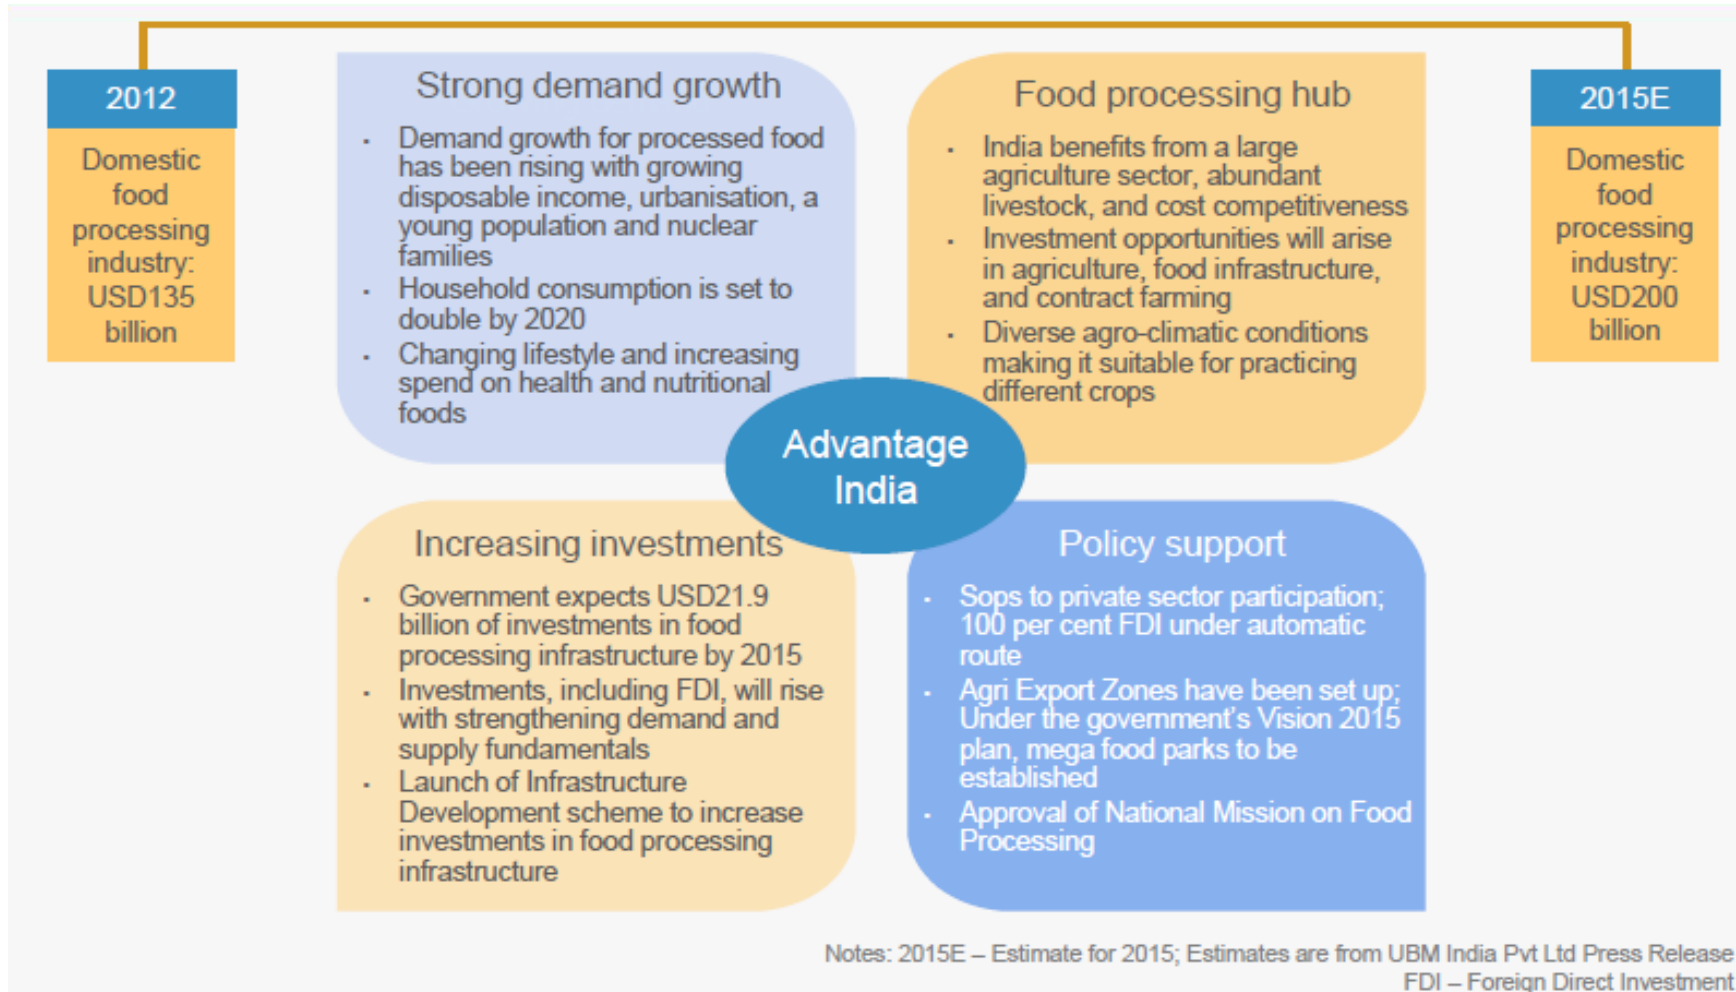 2012
Domestic
food
processing
industry:
USD135
billion
Strong demand growth
· Demand growth for processed food
has been rising with growing
disposable income, urbanisation, a
young population and nuclear
families
· Household consumption is set to
double by 2020
· Changing lifestyle and increasing
spend on health and nutritional
foods
Food processing hub
· India benefits from a large
agriculture sector, abundant
livestock, and cost competitiveness
· Investment opportunities will arise
in agriculture, food infrastructure,
and contract farming
· Diverse agro-climatic conditions
making it suitable for practicing
different crops
2015E
Domestic
food
processing
industry:
USD200
billion
Advantage
India
Increasing investments
· Government expects USD21.9
billion of investments in food
processing infrastructure by 2015
· Investments, including FDI, will rise
with strengthening demand and
supply fundamentals
· Launch of Infrastructure
Development scheme to increase
investments in food processing
infrastructure
Policy support
· Sops to private sector participation;
100 per cent FDI under automatic
route
· Agri Export Zones have been set up;
Under the government's Vision 2015
plan, mega food parks to be
established
· Approval of National Mission on Food
Processing
Notes: 2015E – Estimate for 2015; Estimates are from UBM India Pvt Ltd Press Release
FDI – Foreign Direct Investment